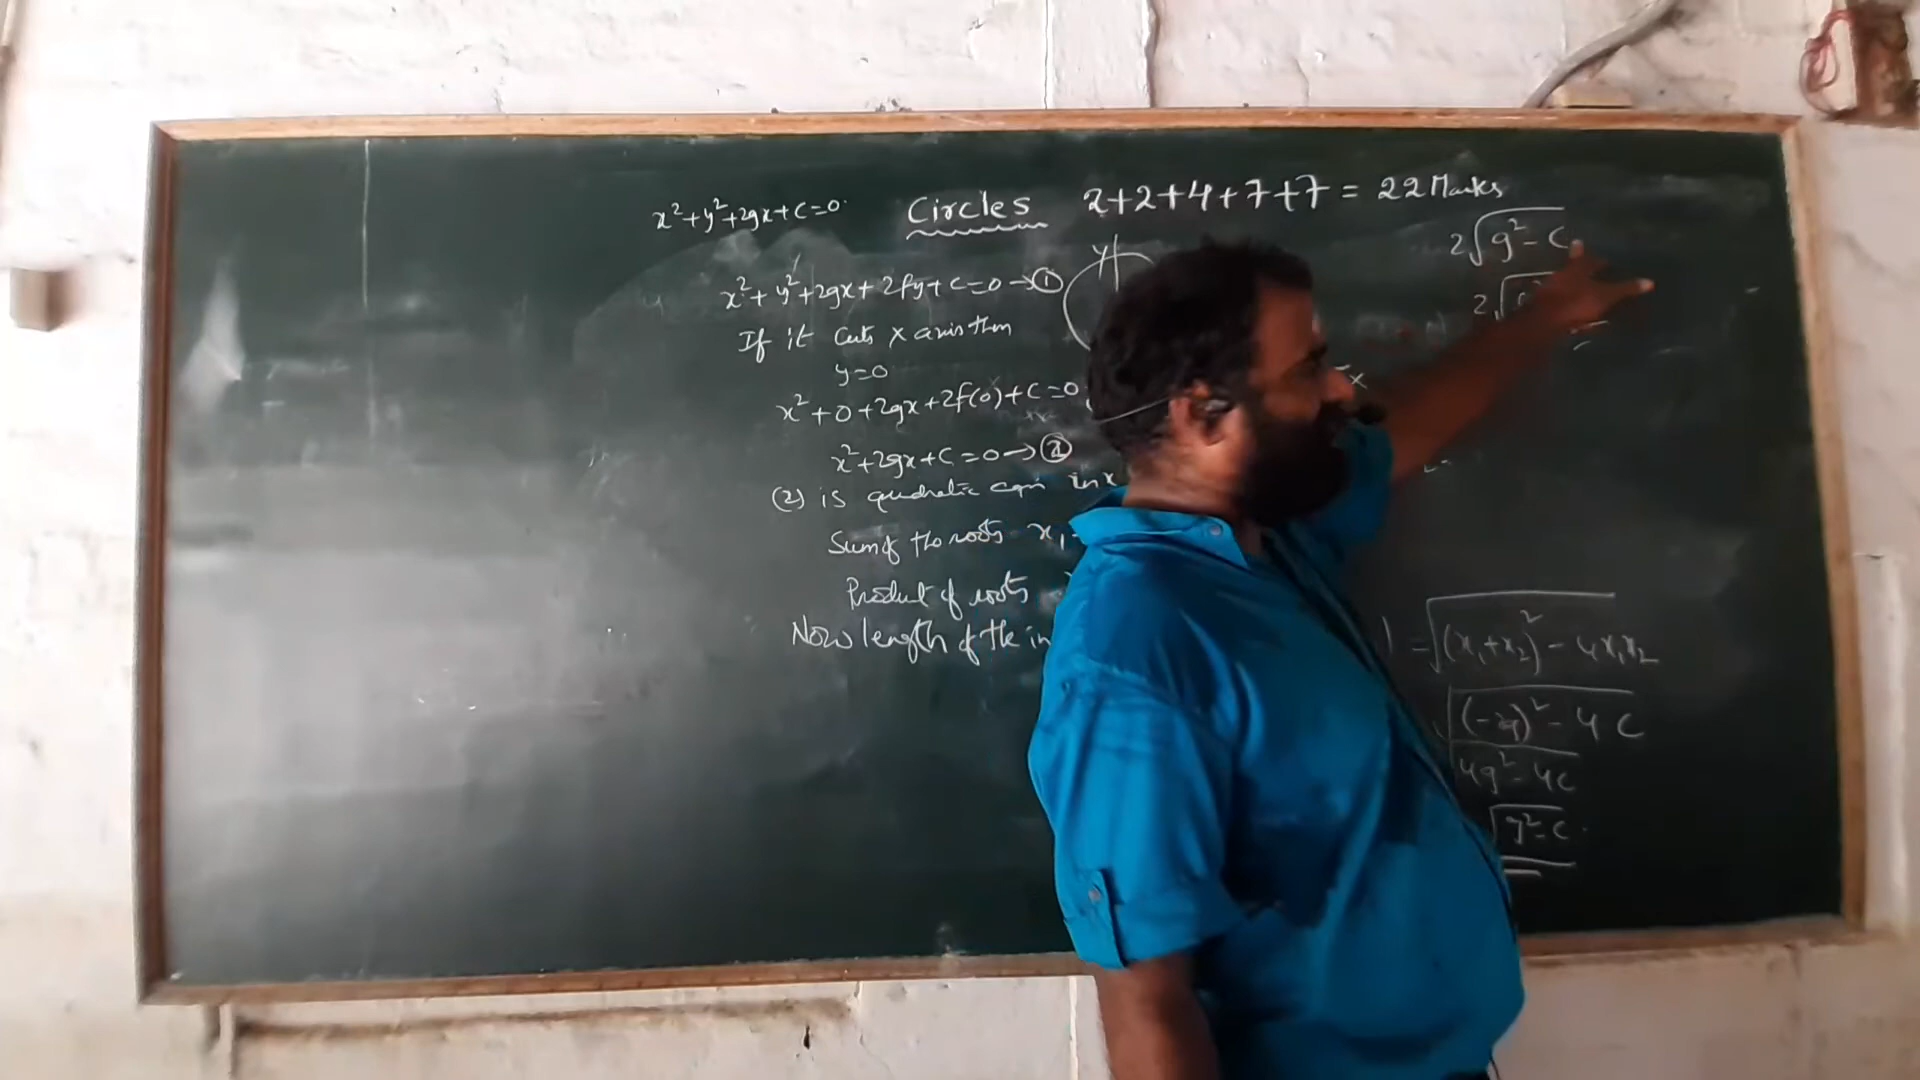 x²+y²+2gx+c=0
Circles 2+2+4+7+7 = 22 Marks
2√g²-c
2√
y
x²+y²+2gx+2fy+c=0→①
If it cuts x axis then
y=0
x
x²+0+2gx+2f(0)+c=0
x²+2gx+c=0→②
(2) is quadratic eqn in x
Sum of the roots x₁
Product of roots
Now length of the in
) = √(x₁+x₂)²-4x₁x₂
√(-2g)²-4c
√4g²-4c
√g²-c